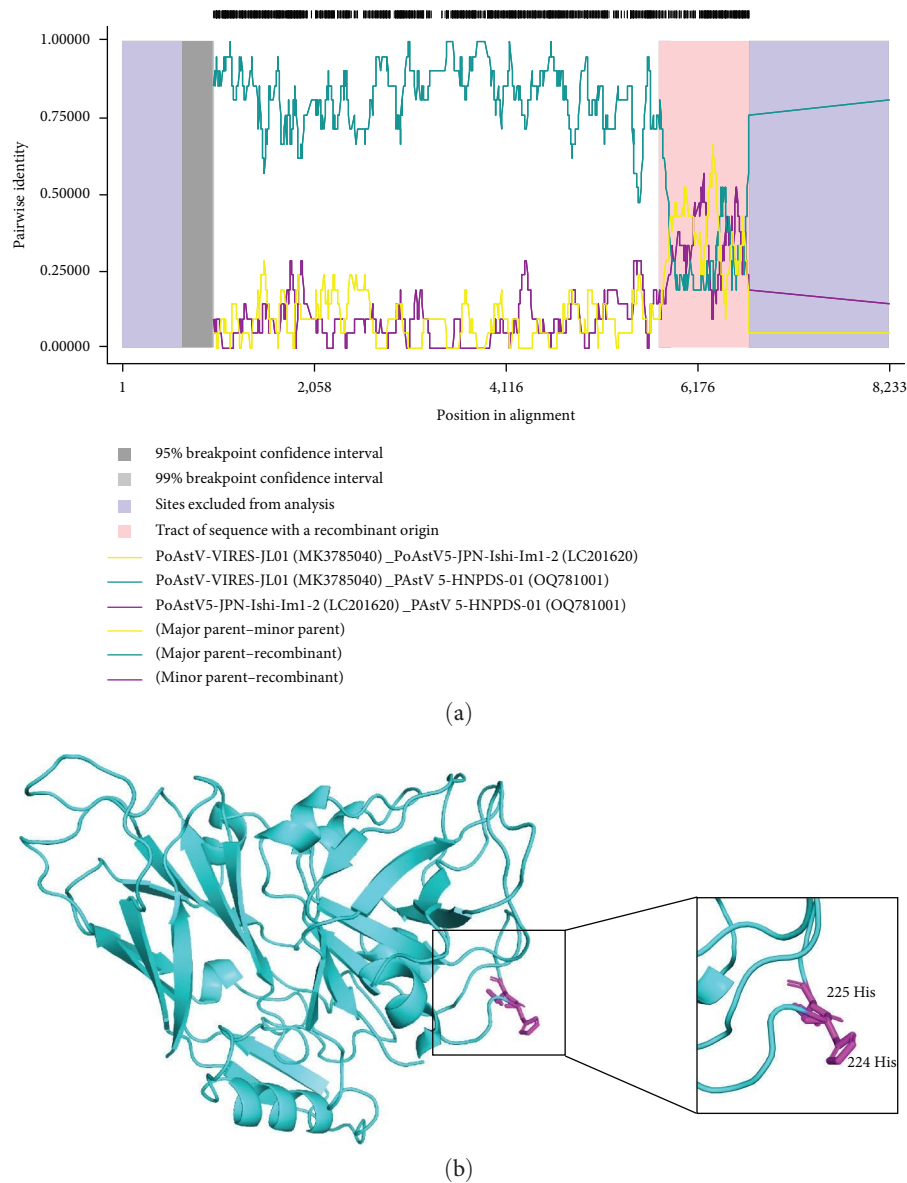 1.00000
0.75000
0.50000
0.25000
0.00000
Pairwise identity
1 2,058 4,116 6,176 8,233
Position in alignment
95% breakpoint confidence interval
99% breakpoint confidence interval
Sites excluded from analysis
Tract of sequence with a recombinant origin
PoAstV-VIRES-JL01 (MK3785040) _PoAstV5-JPN-Ishi-Im1-2 (LC201620)
PoAstV-VIRES-JL01 (MK3785040) _PAstV 5-HNPDS-01 (OQ781001)
PoAstV5-JPN-Ishi-Im1-2 (LC201620) _PAstV 5-HNPDS-01 (OQ781001)
(Major parent–minor parent)
(Major parent–recombinant)
(Minor parent–recombinant)
(a)
225 His
224 His
(b)